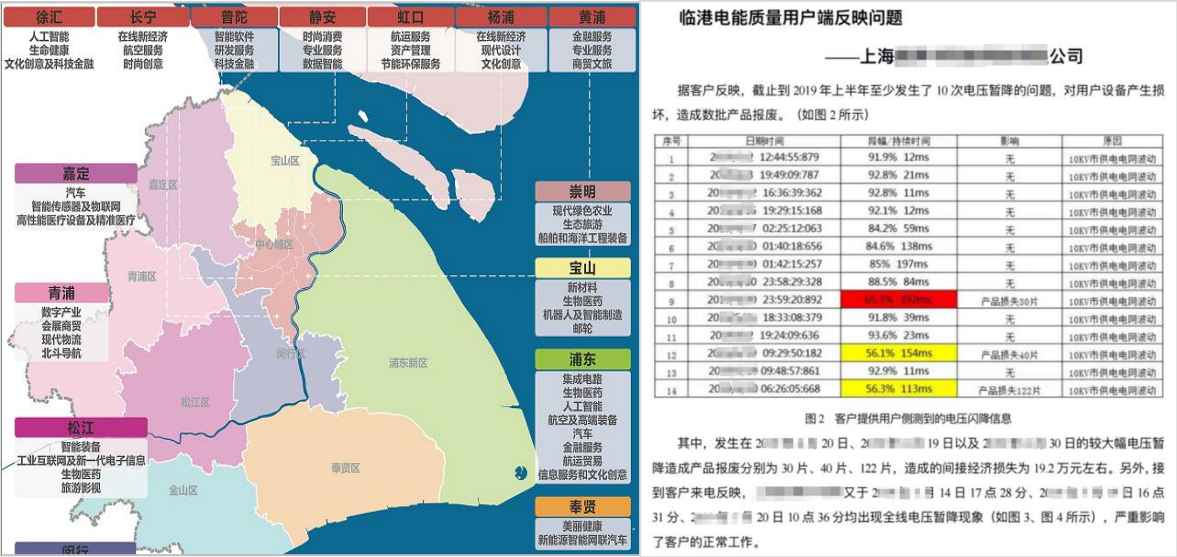 徐汇
人工智能
生命健康
文化创意及科技金融
长宁
在线新经济
航空服务
时尚创意
普陀
智能软件
研发服务
科技金融
静安
时尚消费
专业服务
数据智能
虹口
航运服务
资产管理
节能环保服务
杨浦
在线新经济
现代设计
文化创意
黄浦
金融服务
专业服务
商贸文旅
嘉定
汽车
智能传感器及物联网
高性能医疗设备及精准医疗
青浦
数字产业
会展商贸
现代物流
北斗导航
松江
智能装备
工业互联网及新一代电子信息
生物医药
旅游影视
闵行
宝山区
嘉定区
中心城区
青浦区
闵行区
浦东新区
松江区
奉贤区
金山区
崇明
现代绿色农业
生态旅游
船舶和海洋工程装备
宝山
新材料
生物医药
机器人及智能制造
邮轮
浦东
集成电路
生物医药
人工智能
航空及高端装备
汽车
金融服务
航运贸易
信息服务和文化创意
奉贤
美丽健康
新能源智能网联汽车
临港电能质量用户端反映问题
——上海 公司
据客户反映，截止到 2019 年上半年至少发生了 10 次电压暂降的问题，对用户设备产生损
坏，造成数批产品报废。（如图 2 所示）
序号 日期时间 降幅/持续时间 影响 原因
1 2 12:44:55:879 91.9% 12ms 无 10KV市供电电网波动
2 20 19:49:09:787 92.8% 21ms 无 10KV市供电电网波动
3 20 16:36:39:362 92.8% 11ms 无 10KV市供电电网波动
4 20 19:29:15:168 92.1% 12ms 无 10KV市供电电网波动
5 20 02:25:12:063 84.2% 59ms 无 10KV市供电电网波动
6 20 01:40:18:656 84.6% 138ms 无 10KV市供电电网波动
7 20 01:42:15:257 85% 197ms 无 10KV市供电电网波动
8 20 23:58:29:328 88.5% 84ms 无 10KV市供电电网波动
9 201 23:59:20:892 65.3% 392ms 产品损失30片 10KV市供电电网波动
10 20 18:33:08:379 91.8% 39ms 无 10KV市供电电网波动
11 20 19:24:09:636 93.6% 23ms 无 10KV市供电电网波动
12 20 09:29:50:182 56.1% 154ms 产品损失40片 10KV市供电电网波动
13 20 09:48:57:861 92.9% 11ms 无 10KV市供电电网波动
14 20 06:26:05:668 56.3% 113ms 产品损失122片 10KV市供电电网波动
图 2 客户提供用户侧测到的电压闪降信息
其中，发生在 2 20 日、2 19 日以及 2 30 日的较大幅电压暂
降造成产品报废分别为 30 片、40 片、122 片，造成的间接经济损失为 19.2 万元左右。另外，接
到客户来电反映， 又于 2 月 14 日 17 点 28 分、20 日 16 点
31 分、2 20 日 10 点 36 分均出现全线电压暂降现象（如图 3、图 4 所示），严重影响
了客户的正常工作。